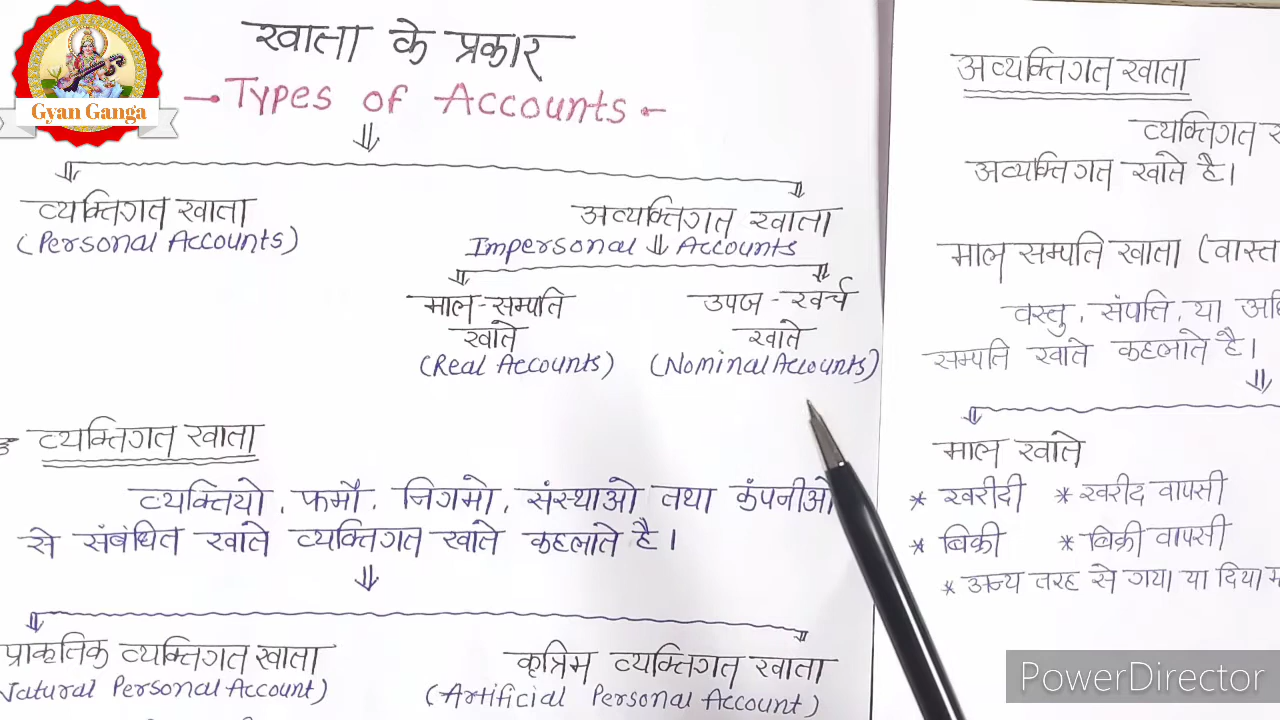 Gyan Ganga
खाता के प्रकार
Types of Accounts
व्यक्तिगत खाता
(Personal Accounts)
अव्यक्तिगत खाता
Impersonal Accounts
माल-सम्पति
खाते
(Real Accounts)
उपज-खर्च
खाते
(Nominal Accounts)
व्यक्तिगत खाता
व्यक्तियो, फर्मो, निगमो, संस्थाओ तथा कंपनीओ
से संबंधित खाते व्यक्तिगत खाते कहलाते है।
प्राकृतिक व्यक्तिगत खाता
Natural Personal Account)
कृत्रिम व्यक्तिगत खाता
(Artificial Personal Account)
अव्यक्तिगत खाता
व्यक्तिगत
अव्यक्तिगत खाते है।
माल सम्पति खाता (वास्त
वस्तु, संपत्ति, या
सम्पति खाते कहलाते है।
माल खाते
* खरीदी * खरीद वापसी
* बिक्री * बिक्री वापसी
* अन्य तरह से गया या दिया
PowerDirector